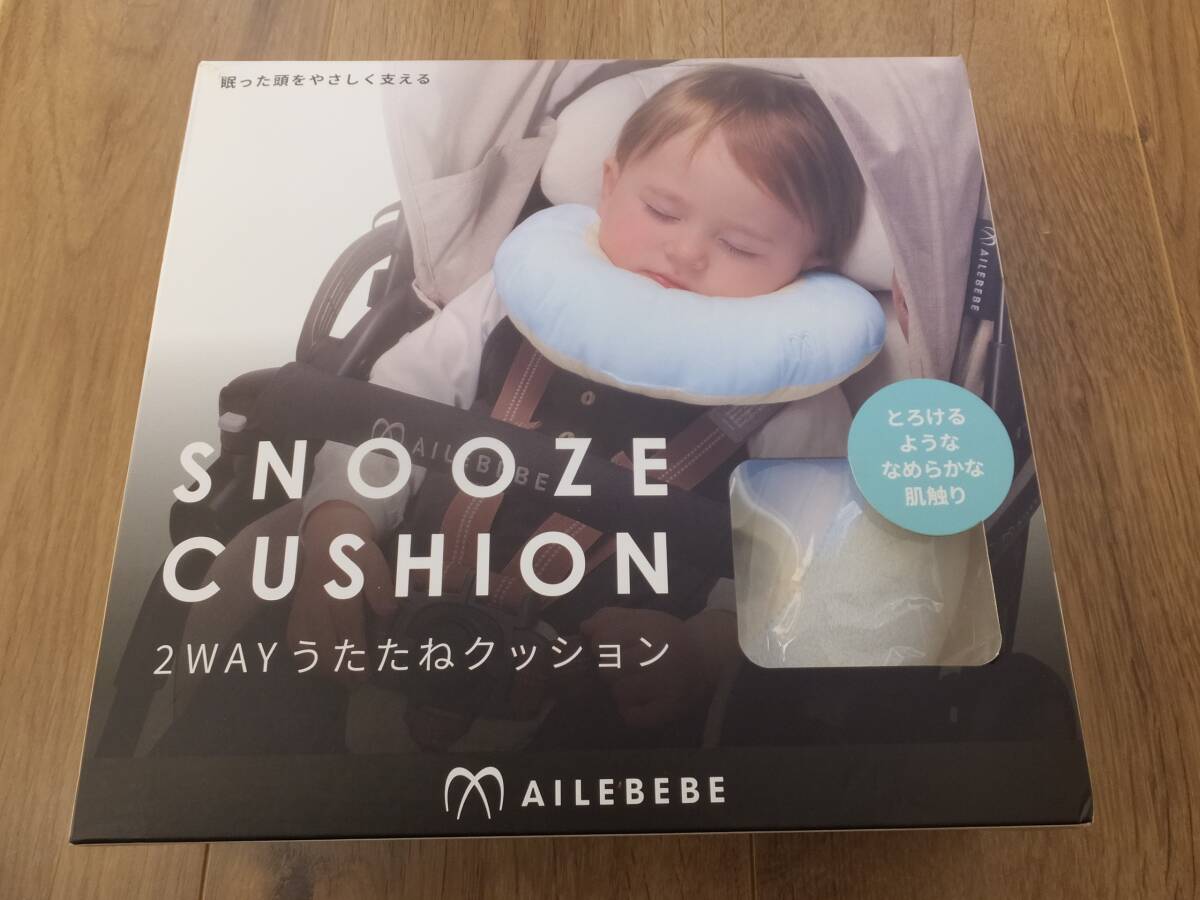 眠った頭をやさしく支える
AILEBEBE
とろける
ような
なめらかな
肌触り
AILEBEBE
SNOOZE
CUSHION
2WAYうたたねクッション
AILEBEBE